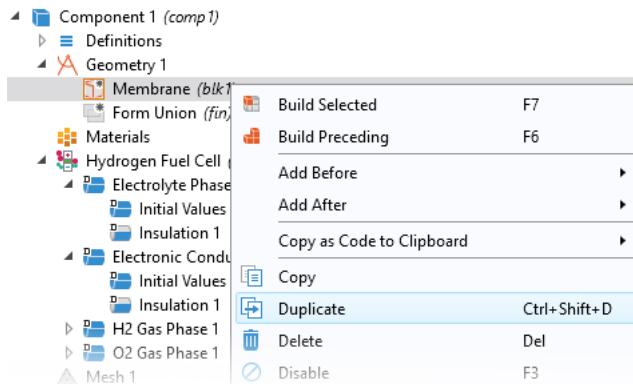 Component 1 (comp1)
Definitions
Geometry 1
Membrane (blk1
Form Union (fin)
Materials
Hydrogen Fuel Cell (
Electrolyte Phase
Initial Values
Insulation 1
Electronic Condu
Initial Values
Insulation 1
H2 Gas Phase 1
O2 Gas Phase 1
Mesh 1
Build Selected F7
Build Preceding F6
Add Before
Add After
Copy as Code to Clipboard
Copy
Duplicate Ctrl+Shift+D
Delete Del
Disable F3